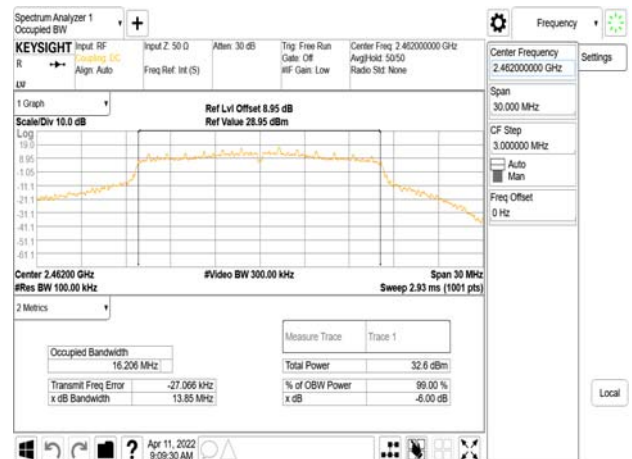 Spectrum Analyzer 1
Occupied BW
Frequency
KEYSIGHT
Input: RF
Input Z: 50 Ω
Atten: 30 dB
Trig: Free Run
Center Freq: 2.462000000 GHz
R
Coupling: DC
Gate: Off
Avg|Hold: 50/50
Align: Auto
Freq Ref: Int (S)
#IF Gain: Low
Radio Std: None
Center Frequency
2.462000000 GHz
Settings
Span
30.000 MHz
CF Step
3.000000 MHz
Auto
Man
Freq Offset
0 Hz
Local
1 Graph
Ref Lvl Offset 8.95 dB
Scale/Div 10.0 dB
Ref Value 28.95 dBm
Log
19.0
8.95
-1.05
-11.1
-21.1
-31.1
-41.1
-51.1
-61.1
Center 2.46200 GHz
#Video BW 300.00 kHz
Span 30 MHz
#Res BW 100.00 kHz
Sweep 2.93 ms (1001 pts)
2 Metrics
Measure Trace
Trace 1
Occupied Bandwidth
16.206 MHz
Total Power
32.6 dBm
Transmit Freq Error
-27.066 kHz
% of OBW Power
99.00 %
x dB Bandwidth
13.85 MHz
x dB
-6.00 dB
?
Apr 11, 2022
9:09:30 AM